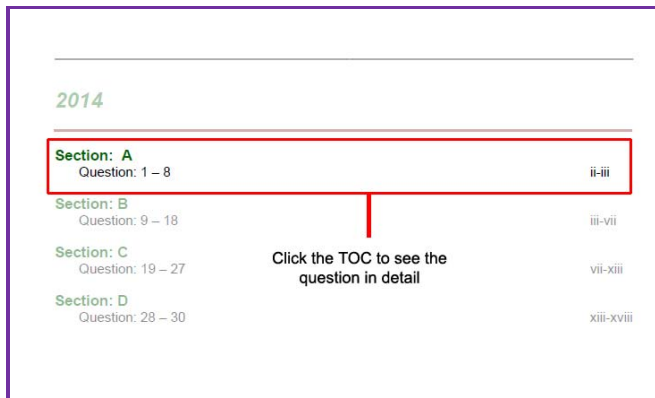 2014
Section: A
Question: 1 – 8 ii-iii
Section: B
Question: 9 – 18 iii-vii
Section: C
Question: 19 – 27 vii-xiii
Section: D
Question: 28 – 30 xiii-xviii
Click the TOC to see the
question in detail